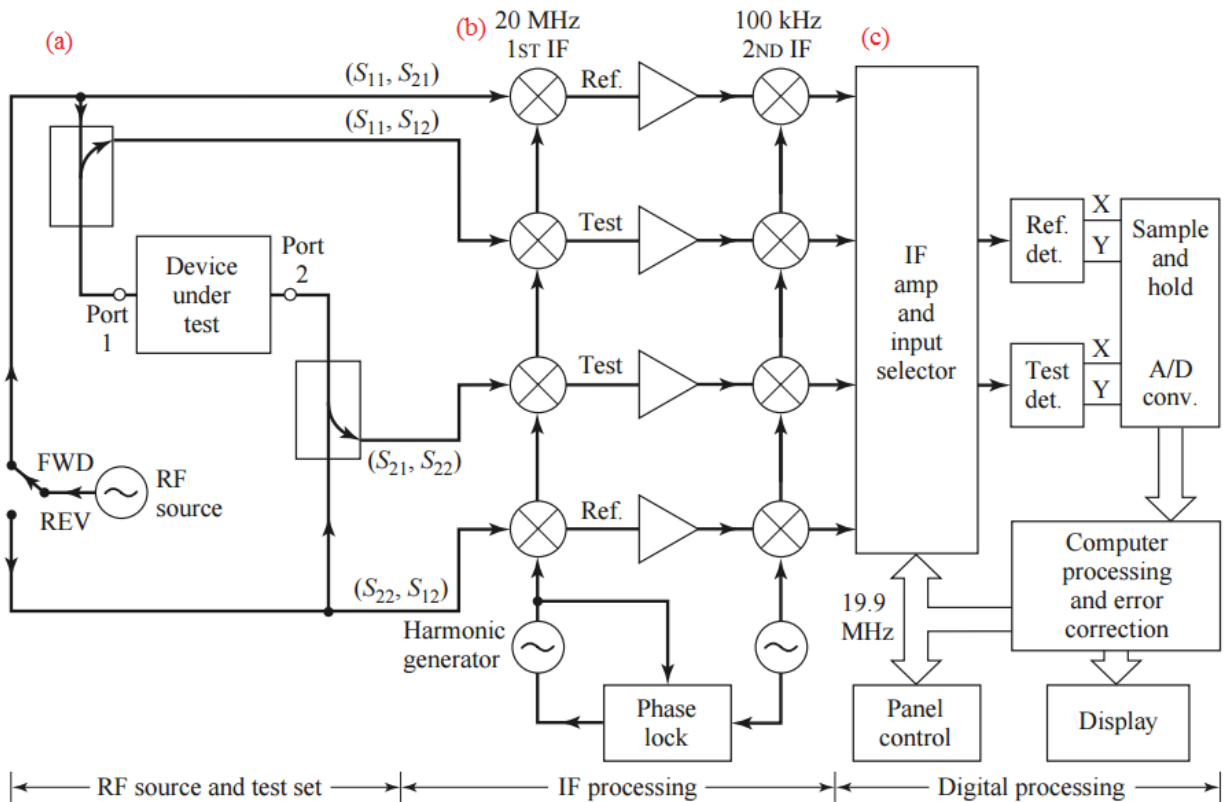 (a)
(b)
20 MHz
1ST IF
100 kHz
2ND IF
(c)
(S11, S21)
Ref.
(S11, S12)
Test
Device
under
test
Port
1
Port
2
Test
(S21, S22)
FWD
REV
RF
source
Ref.
(S22, S12)
Harmonic
generator
Phase
lock
IF
amp
and
input
selector
Ref.
det.
X
Y
Sample
and
hold
Test
det.
X
Y
A/D
conv.
19.9
MHz
Computer
processing
and error
correction
Panel
control
Display
RF source and test set
IF processing
Digital processing